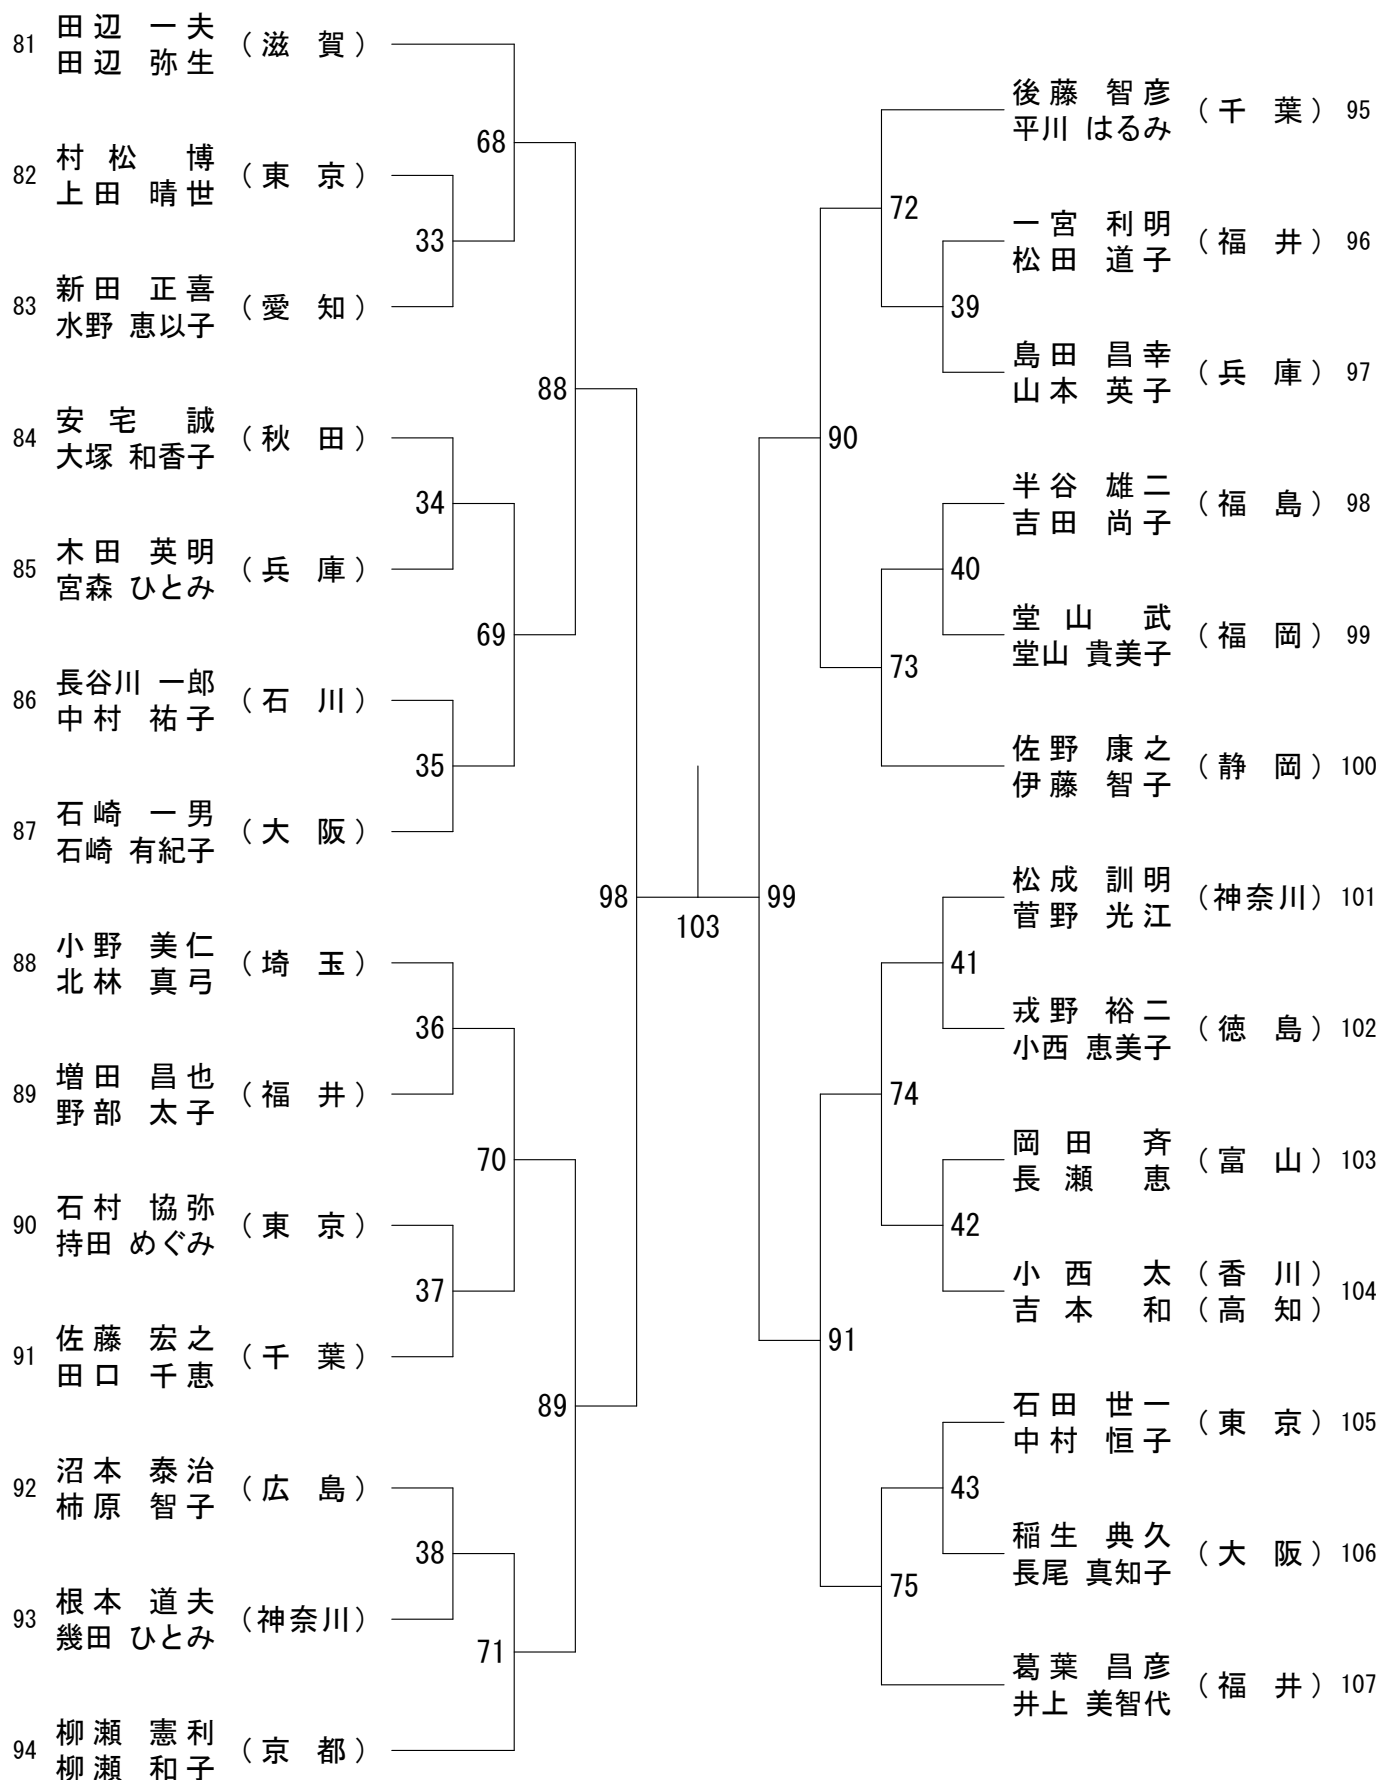 81 田辺 一夫 (滋賀)
田辺 弥生
68
82 村松 博 (東京)
上田 晴世
33
83 新田 正喜 (愛知)
水野 恵以子
88
84 安宅 誠 (秋田)
大塚 和香子
34
85 木田 英明 (兵庫)
宮森 ひとみ
69
86 長谷川 一郎 (石川)
中村 祐子
35
87 石崎 一男 (大阪)
石崎 有紀子
98
103
99
88 小野 美仁 (埼玉)
北林 真弓
36
89 増田 昌也 (福井)
野部 太子
70
90 石村 協弥 (東京)
持田 めぐみ
37
91 佐藤 宏之 (千葉)
田口 千恵
89
92 沼本 泰治 (広島)
柿原 智子
38
93 根本 道夫 (神奈川)
幾田 ひとみ
71
94 柳瀬 憲利 (京都)
柳瀬 和子
後藤 智彦 (千葉) 95
平川 はるみ
72
一宮 利明 (福井) 96
松田 道子
39
島田 昌幸 (兵庫) 97
山本 英子
90
半谷 雄二 (福島) 98
吉田 尚子
40
堂山 武 (福岡) 99
堂山 貴美子
73
佐野 康之 (静岡) 100
伊藤 智子
松成 訓明 (神奈川) 101
菅野 光江
41
戎野 裕二 (徳島) 102
小西 恵美子
74
岡田 斉 (富山) 103
長瀬 恵
42
小西 太 (香川) 104
吉本 和 (高知)
91
石田 世一 (東京) 105
中村 恒子
43
稲生 典久 (大阪) 106
長尾 真知子
75
葛葉 昌彦 (福井) 107
井上 美智代